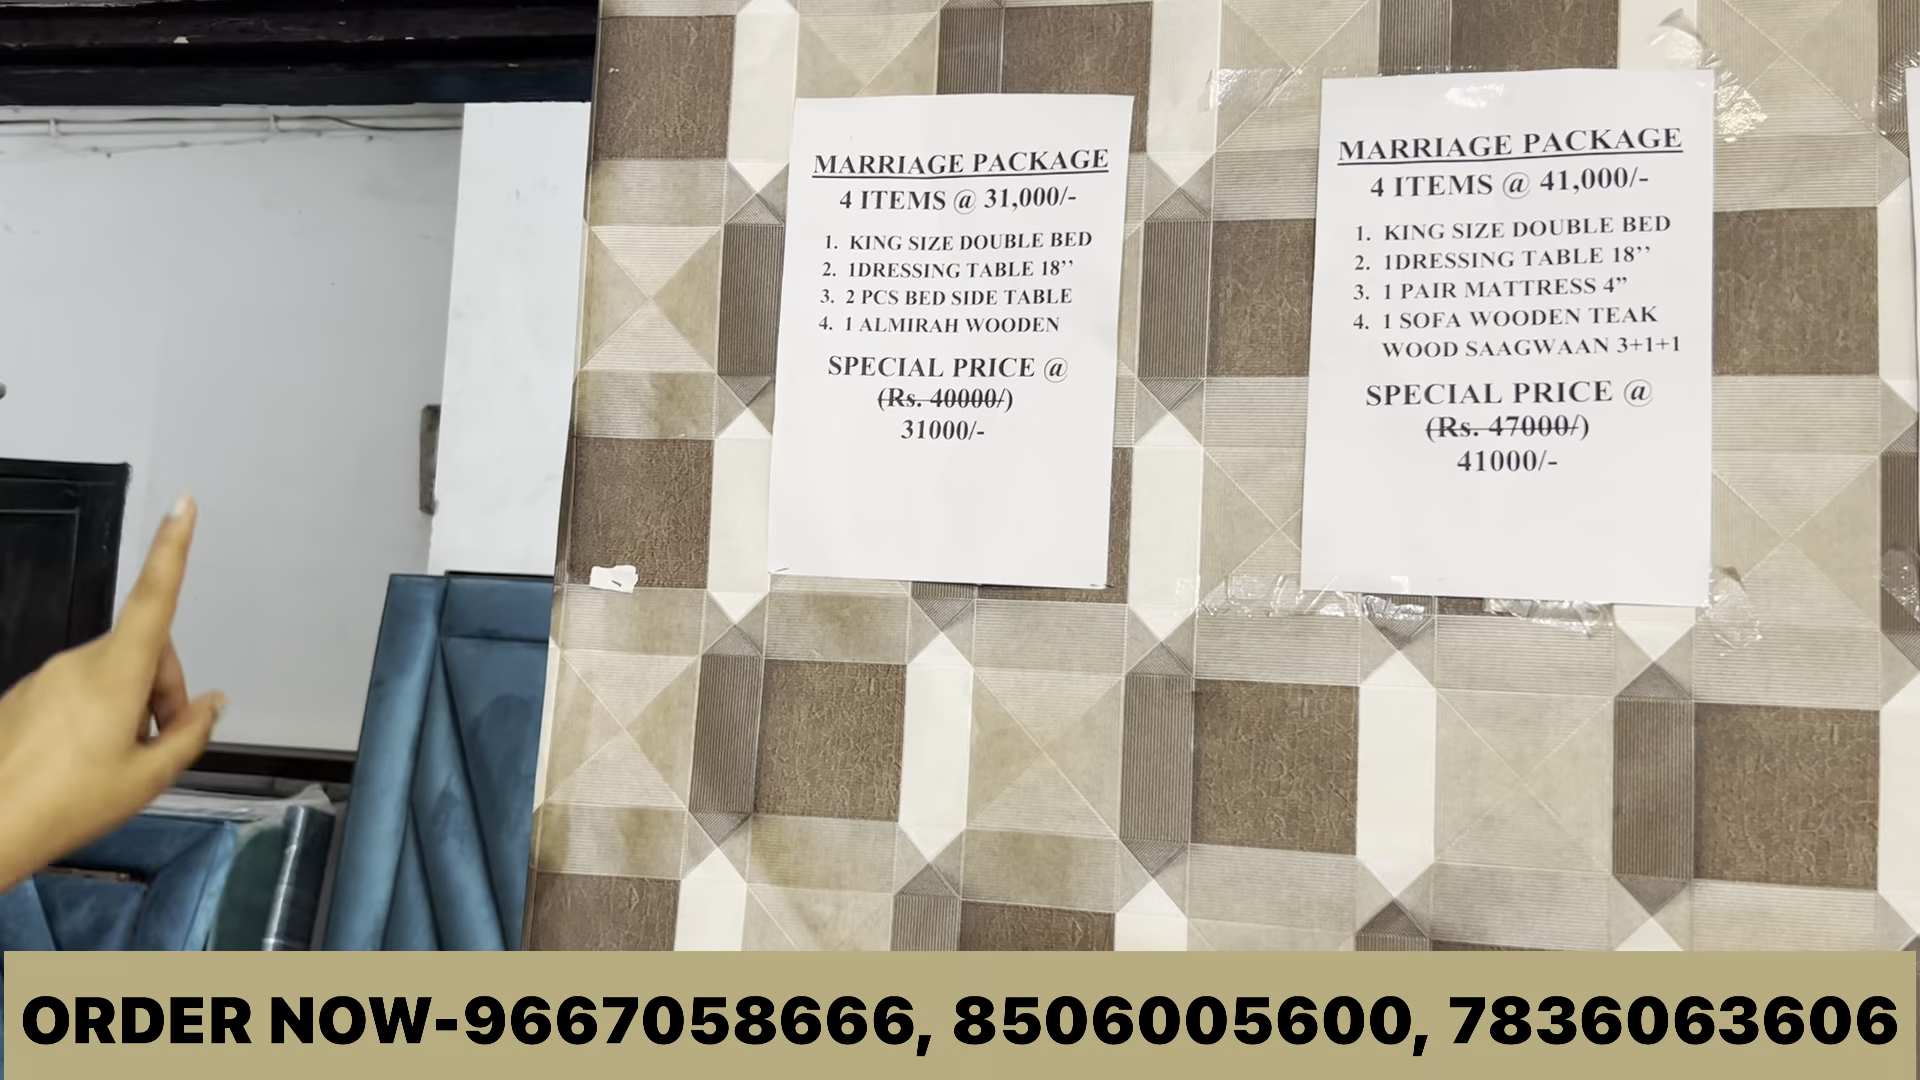 MARRIAGE PACKAGE
4 ITEMS @ 31,000/-
1. KING SIZE DOUBLE BED
2. 1DRESSING TABLE 18’’
3. 2 PCS BED SIDE TABLE
4. 1 ALMIRAH WOODEN
SPECIAL PRICE @
(Rs. 40000/)
31000/-
MARRIAGE PACKAGE
4 ITEMS @ 41,000/-
1. KING SIZE DOUBLE BED
2. 1DRESSING TABLE 18’’
3. 1 PAIR MATTRESS 4”
4. 1 SOFA WOODEN TEAK
WOOD SAAGWAAN 3+1+1
SPECIAL PRICE @
(Rs. 47000/)
41000/-
ORDER NOW-9667058666, 8506005600, 7836063606